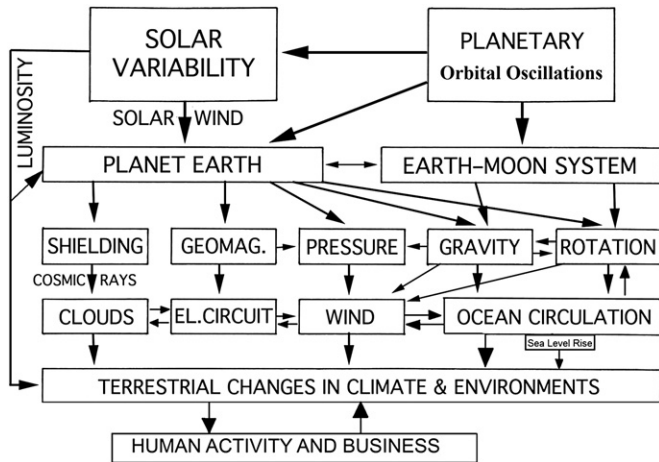 SOLAR
VARIABILITY
PLANETARY
Orbital Oscillations
LUMINOSITY
SOLAR WIND
PLANET EARTH
EARTH–MOON SYSTEM
SHIELDING
GEOMAG.
PRESSURE
GRAVITY
ROTATION
COSMIC RAYS
CLOUDS
EL.CIRCUIT
WIND
OCEAN CIRCULATION
Sea Level Rise
TERRESTRIAL CHANGES IN CLIMATE & ENVIRONMENTS
HUMAN ACTIVITY AND BUSINESS